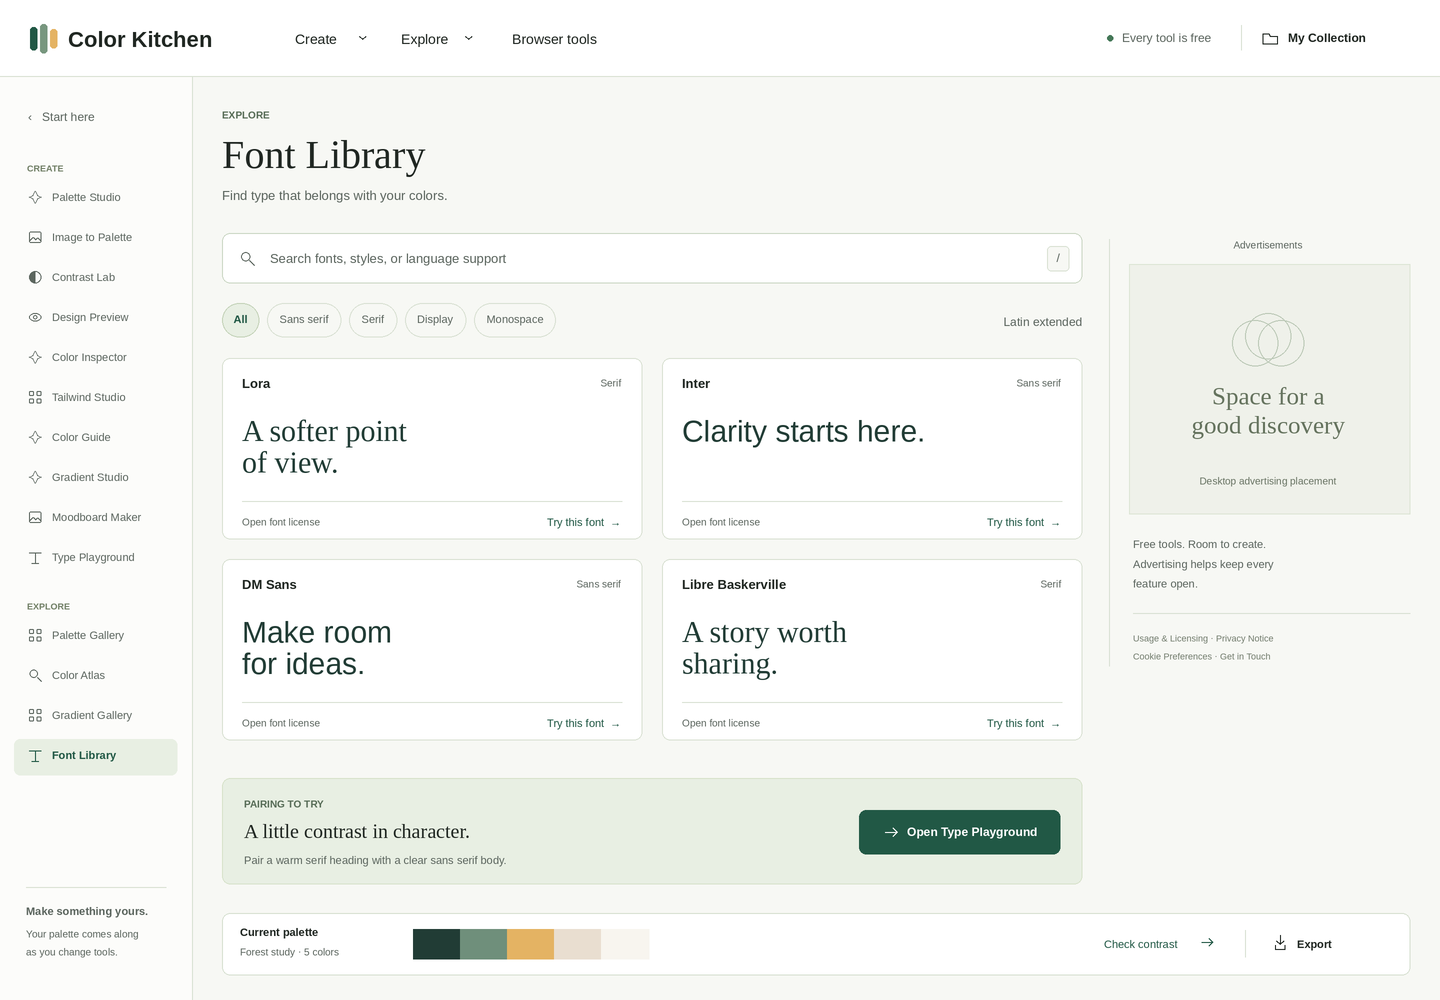 Color Kitchen
Create
Explore
Browser tools
Every tool is free
My Collection
‹ Start here
CREATE
Palette Studio
Image to Palette
Contrast Lab
Design Preview
Color Inspector
Tailwind Studio
Color Guide
Gradient Studio
Moodboard Maker
Type Playground
EXPLORE
Palette Gallery
Color Atlas
Gradient Gallery
Font Library
Make something yours.
Your palette comes along
as you change tools.
EXPLORE
Font Library
Find type that belongs with your colors.
Search fonts, styles, or language support
/
All
Sans serif
Serif
Display
Monospace
Latin extended
Lora
Serif
A softer point
of view.
Open font license
Try this font →
Inter
Sans serif
Clarity starts here.
Open font license
Try this font →
DM Sans
Sans serif
Make room
for ideas.
Open font license
Try this font →
Libre Baskerville
Serif
A story worth
sharing.
Open font license
Try this font →
PAIRING TO TRY
A little contrast in character.
Pair a warm serif heading with a clear sans serif body.
→ Open Type Playground
Advertisements
Space for a
good discovery
Desktop advertising placement
Free tools. Room to create.
Advertising helps keep every
feature open.
Usage & Licensing · Privacy Notice
Cookie Preferences · Get in Touch
Current palette
Forest study · 5 colors
Check contrast →
Export